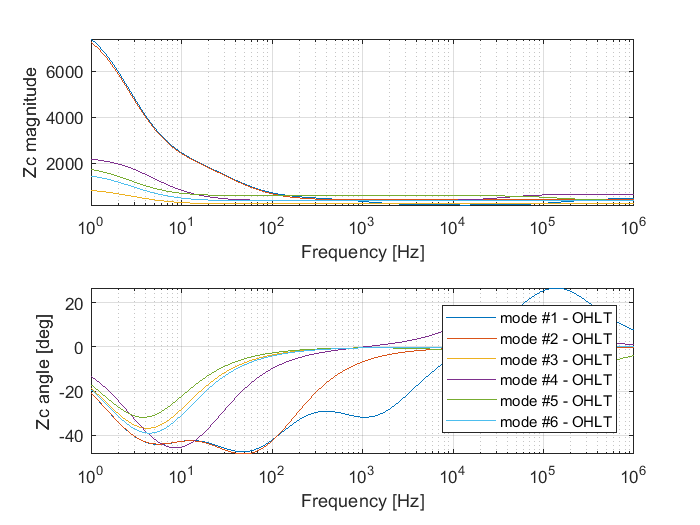 Zc magnitude
6000
4000
2000
10^0 10^1 10^2 10^3 10^4 10^5 10^6
Frequency [Hz]
Zc angle [deg]
20
0
-20
-40
mode #1 - OHLT
mode #2 - OHLT
mode #3 - OHLT
mode #4 - OHLT
mode #5 - OHLT
mode #6 - OHLT
10^0 10^1 10^2 10^3 10^4 10^5 10^6
Frequency [Hz]